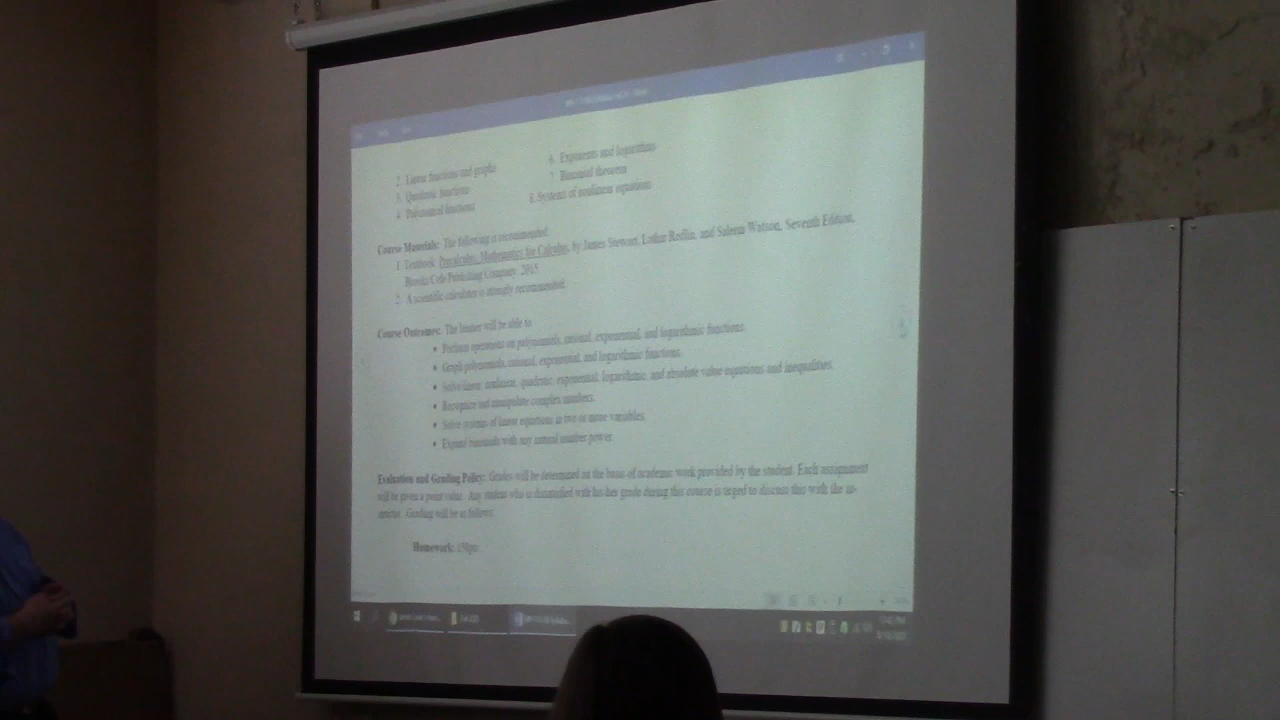 2. Linear functions and graphs
3. Quadratic functions
4. Polynomial functions
6. Exponents and logarithms
7. Binomial theorem
8. Systems of nonlinear equations
Course Materials: The following is recommended:
1. Textbook: Precalculus, Mathematics for Calculus, by James Stewart, Lothar Redlin, and Saleem Watson, Seventh Edition,
Brooks/Cole Publishing Company, 2015
2. A scientific calculator is strongly recommended.
Course Outcomes: The learner will be able to
• Perform operations on polynomials, rational, exponential, and logarithmic functions.
• Graph polynomials, rational, exponential, and logarithmic functions.
• Solve linear, nonlinear, quadratic, exponential, logarithmic, and absolute value equations and inequalities.
• Recognize and manipulate complex numbers.
• Solve systems of linear equations in two or more variables.
• Expand binomials with any natural number power.
Evaluation and Grading Policy: Grades will be determined on the basis of academic work provided by the student. Each assignment
will be given a point value. Any student who is dissatisfied with his/her grade during this course is urged to discuss this with the in-
structor. Grading will be as follows:
Homework: 150pts